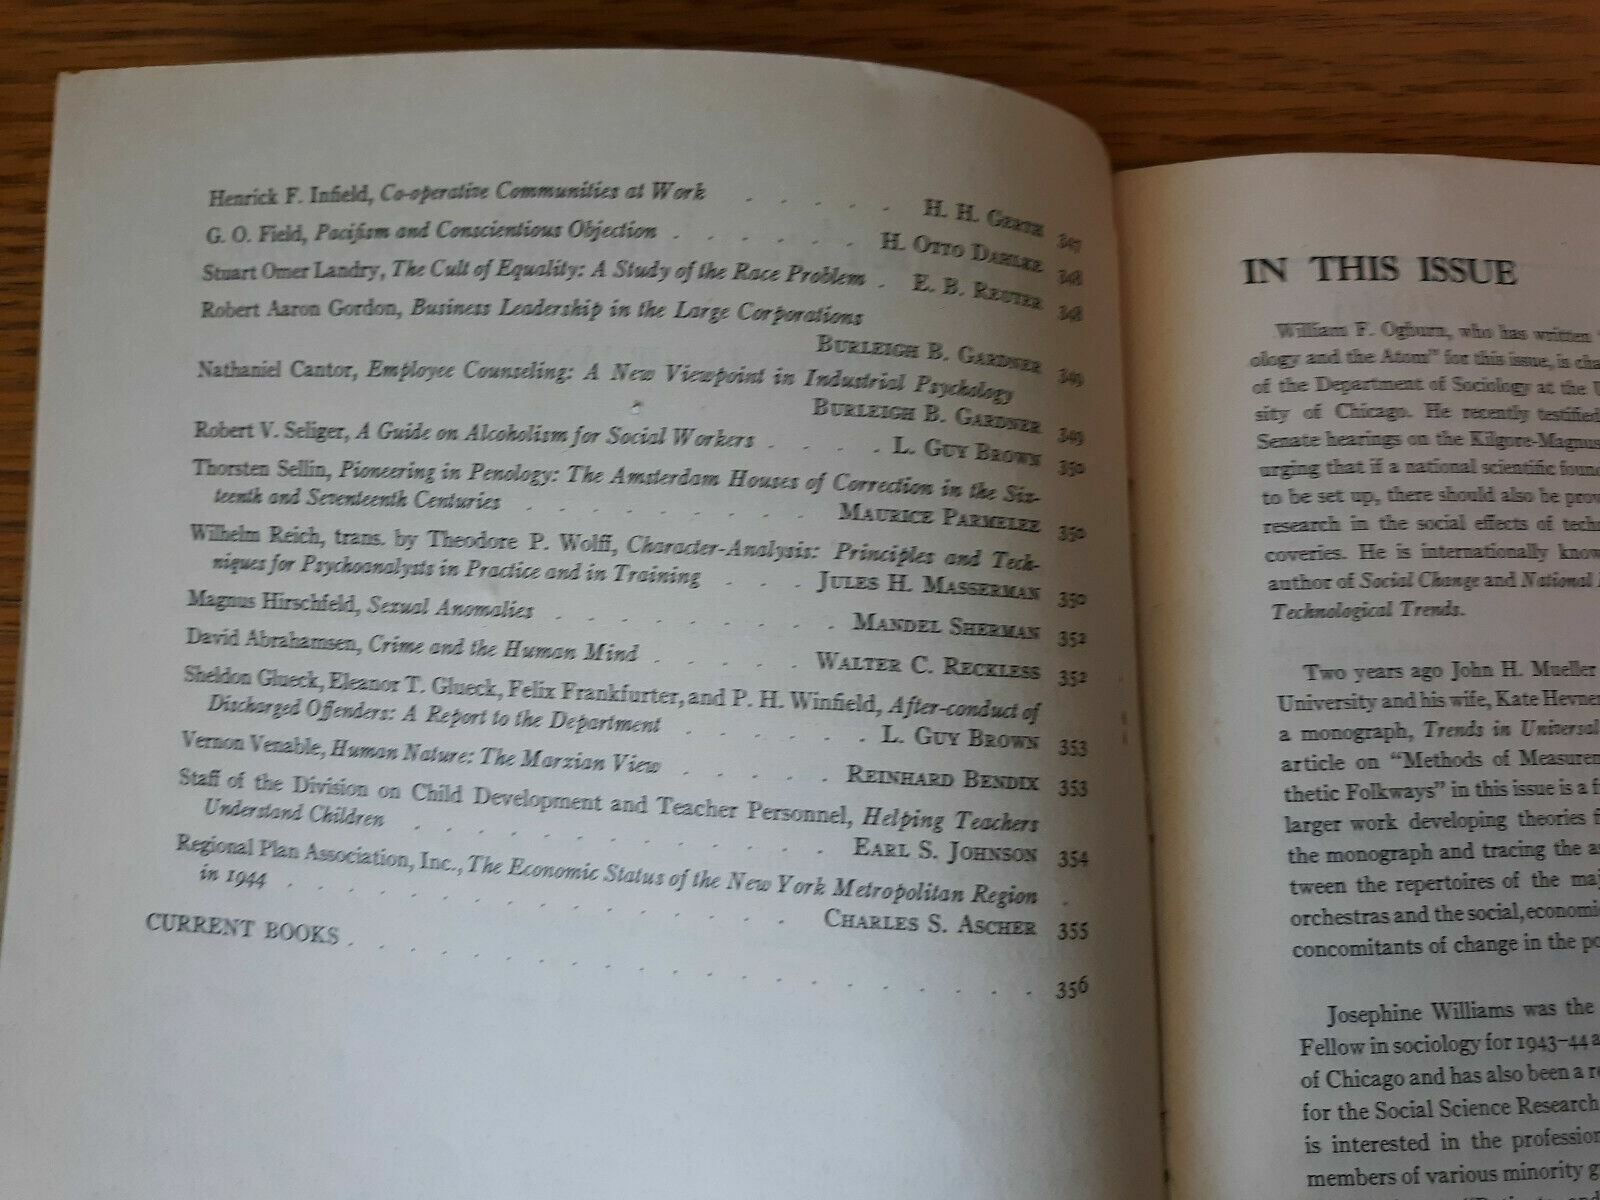 Henrick F. Infield, Co-operative Communities at Work . . . . . H. H. Gerth 347
G. O. Field, Pacifism and Conscientious Objection . . . . . . H. Otto Dahlke 348
Stuart Omer Landry, The Cult of Equality: A Study of the Race Problem . E. B. Reuter 348
Robert Aaron Gordon, Business Leadership in the Large Corporations
Burleigh B. Gardner 349
Nathaniel Cantor, Employee Counseling: A New Viewpoint in Industrial Psychology
Burleigh B. Gardner 349
Robert V. Seliger, A Guide on Alcoholism for Social Workers . . . . L. Guy Brown 350
Thorsten Sellin, Pioneering in Penology: The Amsterdam Houses of Correction in the Six-
teenth and Seventeenth Centuries . . . . . . . . . Maurice Parmelee 350
Wilhelm Reich, trans. by Theodore P. Wolff, Character-Analysis: Principles and Tech-
niques for Psychoanalysts in Practice and in Training . . . Jules H. Masserman 350
Magnus Hirschfeld, Sexual Anomalies . . . . . . . . . Mandel Sherman 352
David Abrahamsen, Crime and the Human Mind . . . . . Walter C. Reckless 352
Sheldon Glueck, Eleanor T. Glueck, Felix Frankfurter, and P. H. Winfield, After-conduct of
Discharged Offenders: A Report to the Department . . . . . . L. Guy Brown 353
Vernon Venable, Human Nature: The Marxian View . . . . . Reinhard Bendix 353
Staff of the Division on Child Development and Teacher Personnel, Helping Teachers
Understand Children . . . . . . . . . . . . Earl S. Johnson 354
Regional Plan Association, Inc., The Economic Status of the New York Metropolitan Region
in 1944 . . . . . . . . . . . . . . . Charles S. Ascher 355
CURRENT BOOKS . . . . . . . . . . . . . . . . . . 356
IN THIS ISSUE
William F. Ogburn, who has written
ology and the Atom" for this issue, is
of the Department of Sociology at the
sity of Chicago. He recently testified
Senate hearings on the Kilgore-Magnus
urging that if a national scientific
to be set up, there should also be
research in the social effects of
coveries. He is internationally
author of Social Change and National
Technological Trends.
Two years ago John H. Mueller
University and his wife, Kate
a monograph, Trends in Universal
article on "Methods of
thetic Folkways" in this issue is a
larger work developing theories
the monograph and tracing the
tween the repertoires of the
orchestras and the social, economic
concomitants of change in the
Josephine Williams was the
Fellow in sociology for 1943-44
of Chicago and has also been a
for the Social Science Research
is interested in the
members of various minority